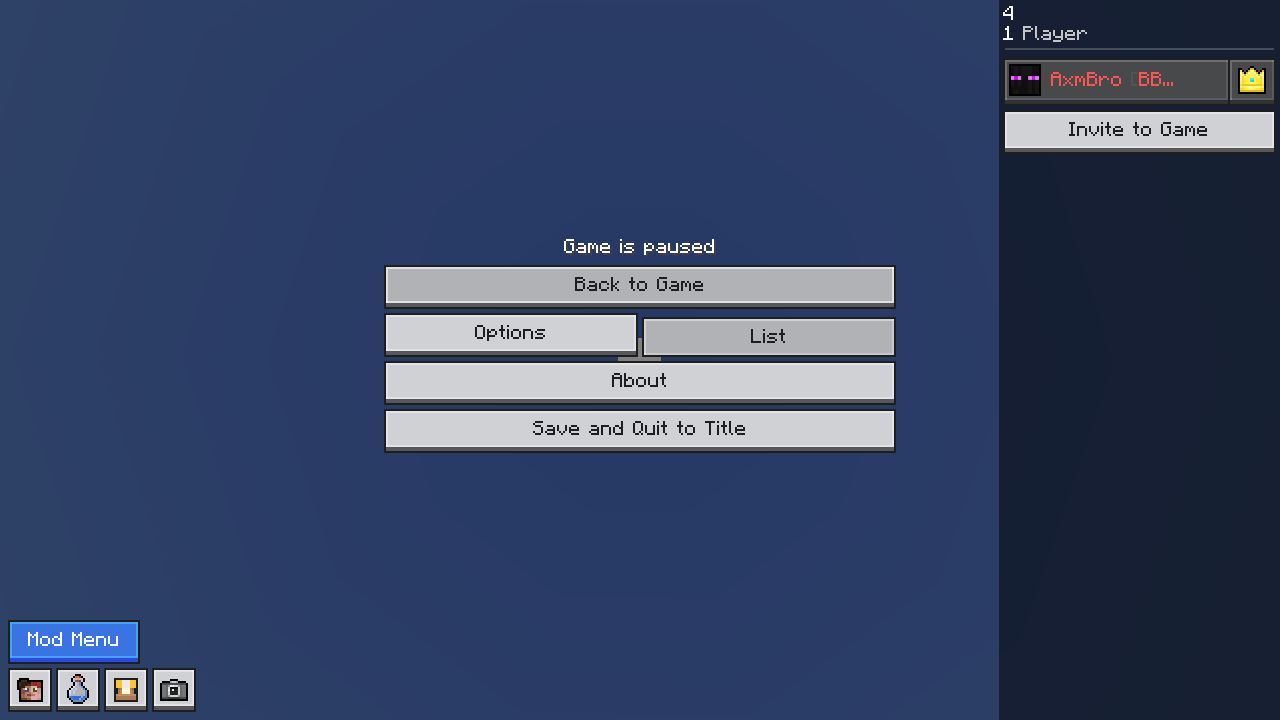 4
1 Player
AxmBro BB...
Invite to Game
Game is paused
Back to Game
Options
List
About
Save and Quit to Title
Mod Menu